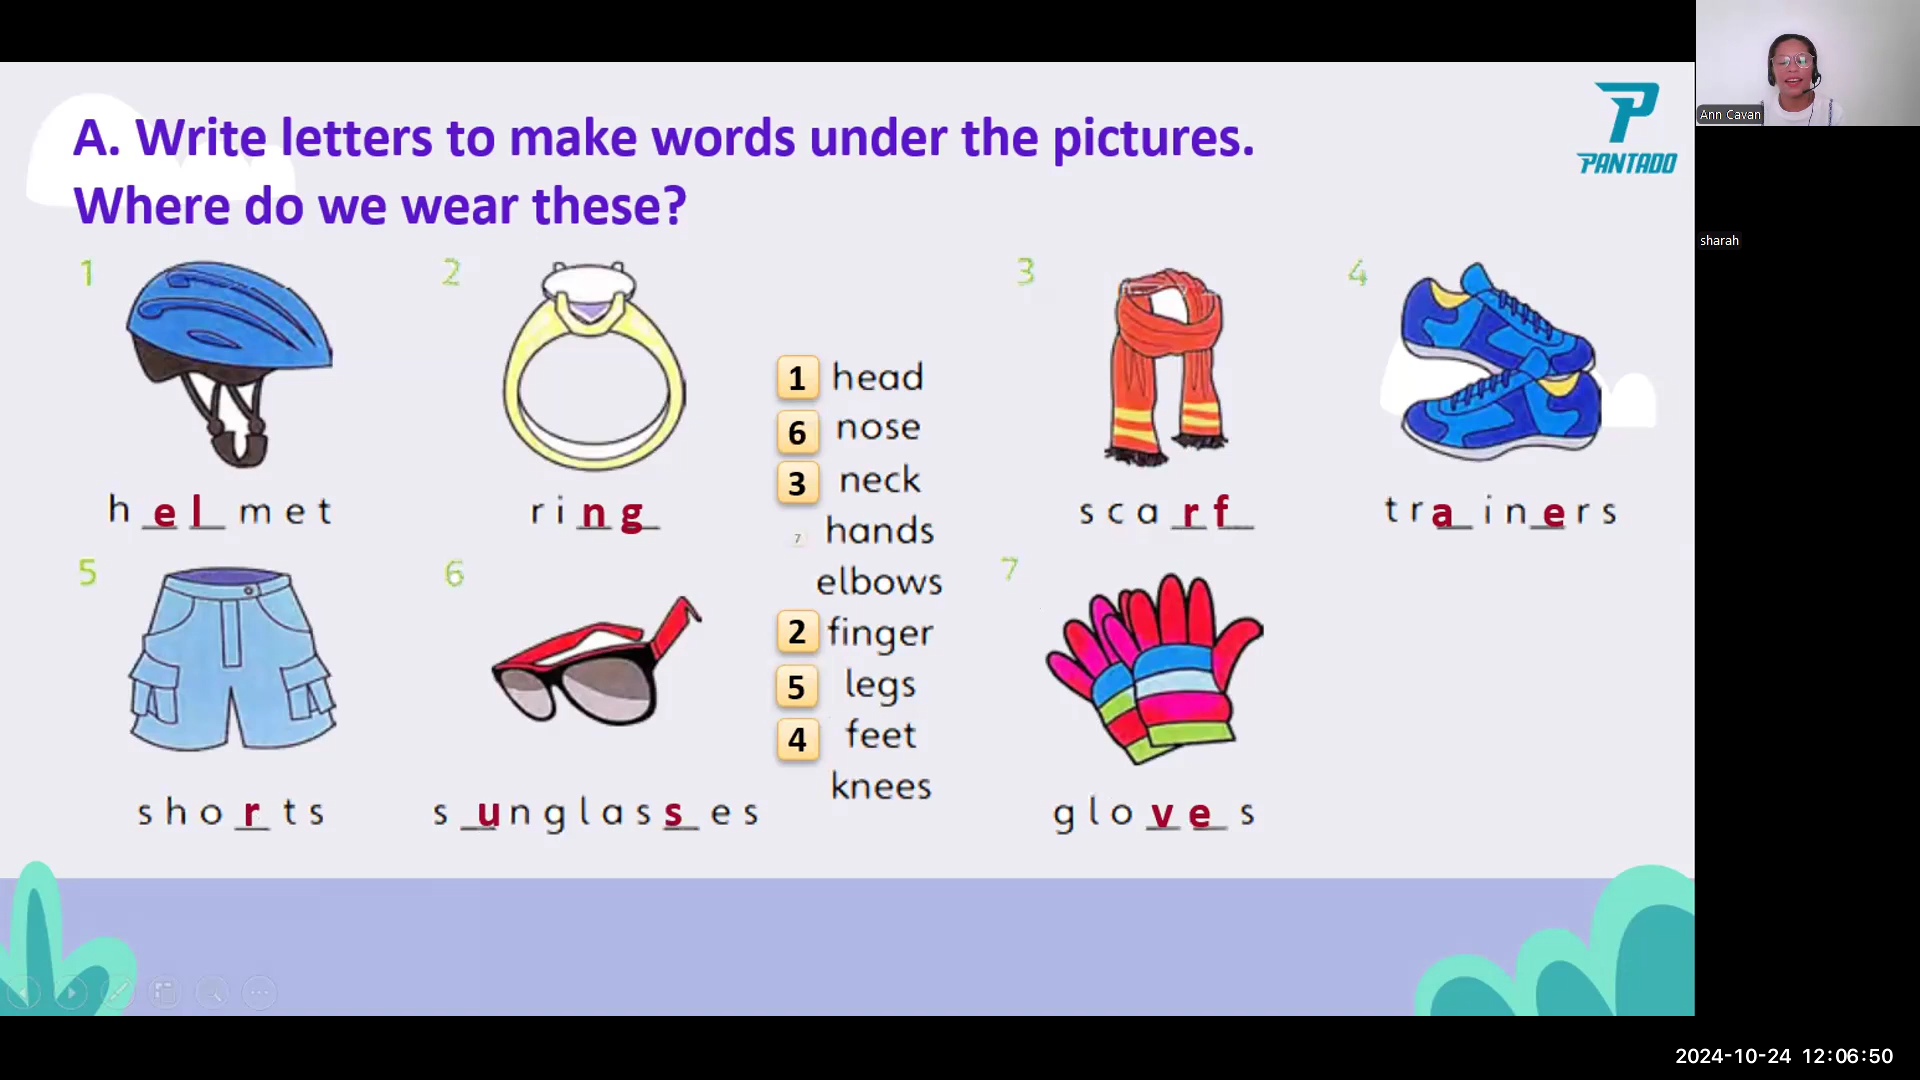 A. Write letters to make words under the pictures.
Where do we wear these?
PANTADO
Ann Cavan
sharah
1
2
3
4
h e l m e t
r i n g
s c a r f
t r a i n e r s
1 head
6 nose
3 neck
7 hands
elbows
2 finger
5 legs
4 feet
knees
5
6
7
s h o r t s
s u n g l a s s e s
g l o v e s
2024-10-24 12:06:50